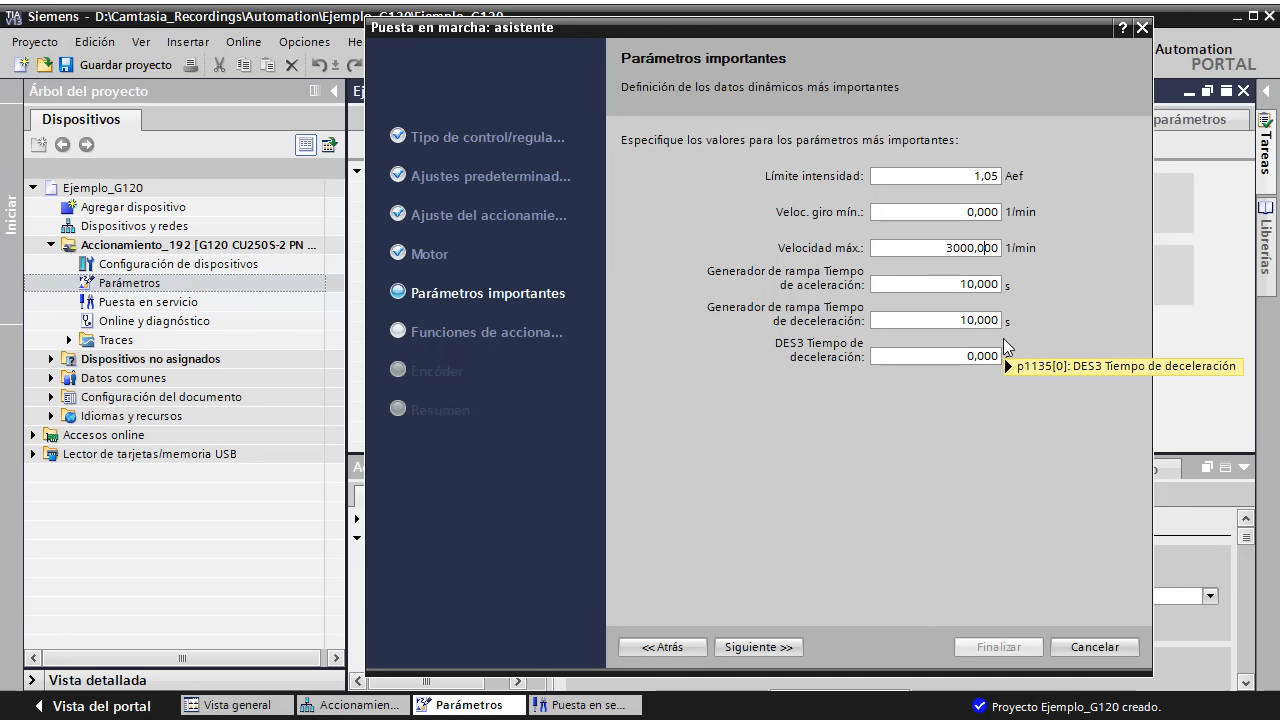 TIA V13 Siemens - D:\Camtasia_Recordings\Automation\Ejemplo_G120\Ejemplo_G120
Proyecto Edición Ver Insertar Online Opciones He
Guardar proyecto
Automation
PORTAL
Árbol del proyecto
Dispositivos
Iniciar
Ejemplo_G120
Agregar dispositivo
Dispositivos y redes
Accionamiento_192 [G120 CU250S-2 PN ...
Configuración de dispositivos
Parámetros
Puesta en servicio
Online y diagnóstico
Traces
Dispositivos no asignados
Datos comunes
Configuración del documento
Idiomas y recursos
Accesos online
Lector de tarjetas/memoria USB
Vista detallada
Puesta en marcha: asistente
Tipo de control/regula...
Ajustes predeterminad...
Ajuste del accionamie...
Motor
Parámetros importantes
Funciones de acciona...
Encóder
Resumen
Parámetros importantes
Definición de los datos dinámicos más importantes
Especifique los valores para los parámetros más importantes:
Límite intensidad: 1,05 Aef
Veloc. giro mín.: 0,000 1/min
Velocidad máx.: 3000,000 1/min
Generador de rampa Tiempo
de aceleración: 10,000 s
Generador de rampa Tiempo
de deceleración: 10,000 s
DES3 Tiempo de
deceleración: 0,000
p1135[0]: DES3 Tiempo de deceleración
<< Atrás Siguiente >> Finalizar Cancelar
parámetros
Tareas
Librerías
Vista del portal Vista general Accionamien... Parámetros Puesta en se...
Proyecto Ejemplo_G120 creado.